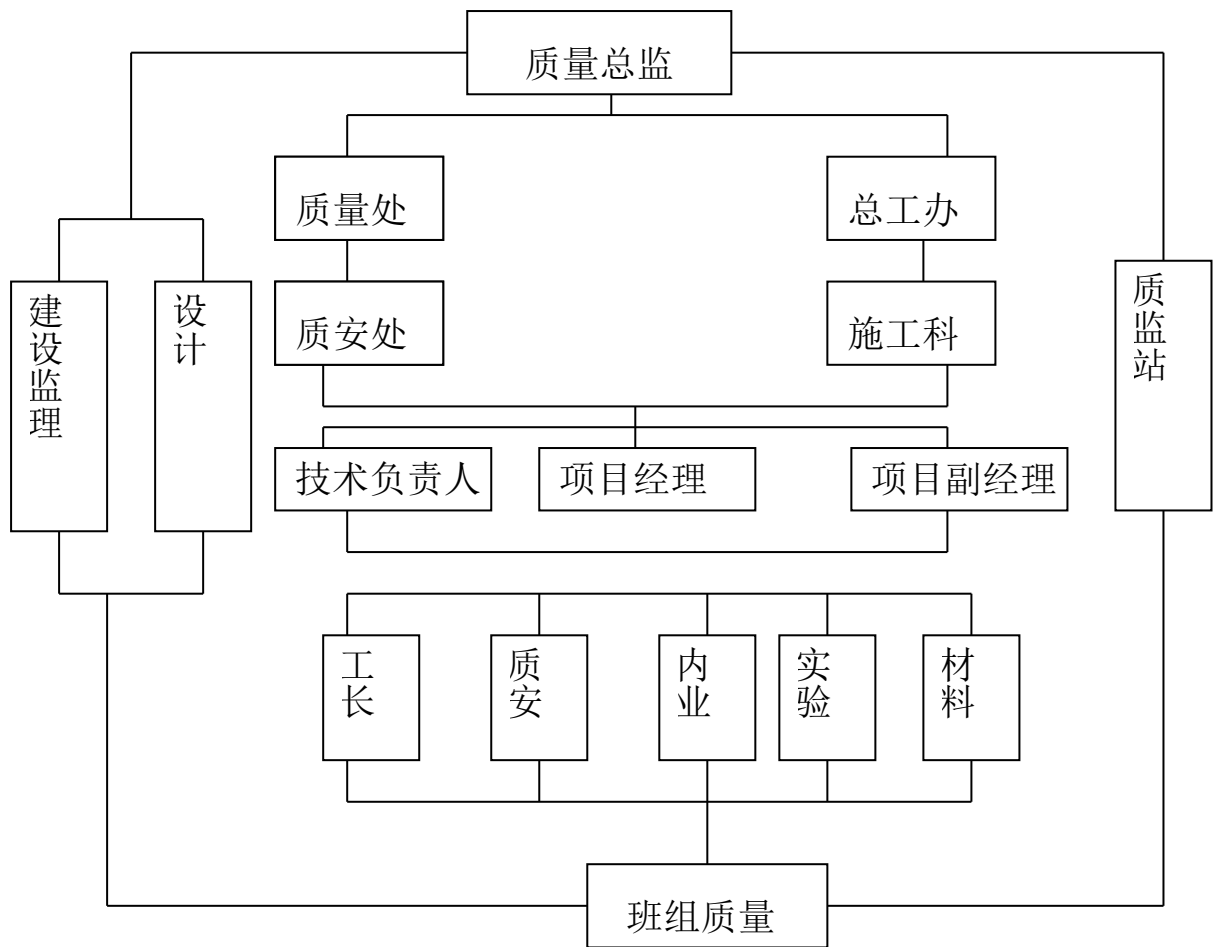 质量总监
质量处
总工办
建设监理
设计
质安处
施工科
质监站
技术负责人
项目经理
项目副经理
工长
质安
内业
实验
材料
班组质量